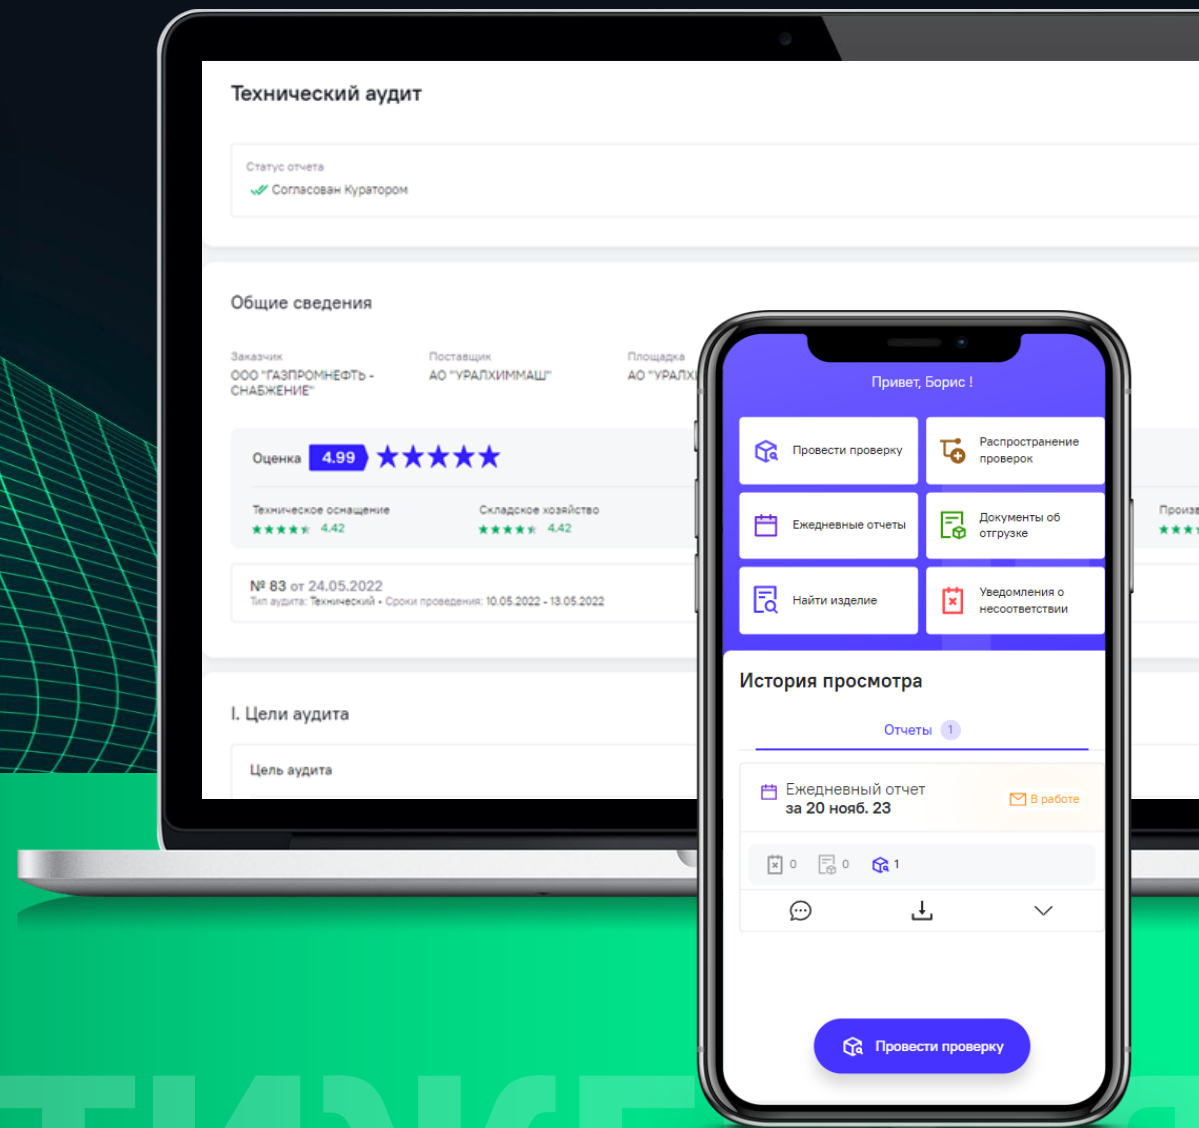 Технический аудит
Статус отчета
Согласован Куратором
Общие сведения
Заказчик
ООО "ГАЗПРОМНЕФТЬ -
СНАБЖЕНИЕ"
Поставщик
АО "УРАЛХИММАШ"
Площадка
АО "УРАЛХИ
Оценка 4.99
Техническое оснащение
4.42
Складское хозяйство
4.42
Произв
№ 83 от 24.05.2022
Тип аудита: Технический • Сроки проведения: 10.05.2022 - 13.05.2022
I. Цели аудита
Цель аудита
Привет, Борис !
Провести проверку
Распространение
проверок
Ежедневные отчеты
Документы об
отгрузке
Найти изделие
Уведомления о
несоответствии
История просмотра
Отчеты 1
Ежедневный отчет
за 20 нояб. 23
В работе
0 0 1
Провести проверку